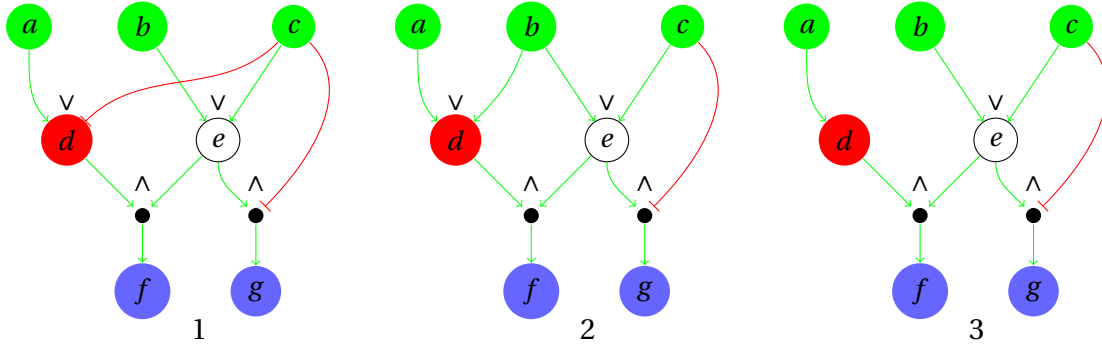 a b c a b c a b c
∨ ∨ ∨ ∨ ∨
d e d e d e
∧ ∧ ∧ ∧ ∧ ∧
f g f g f g
1 2 3